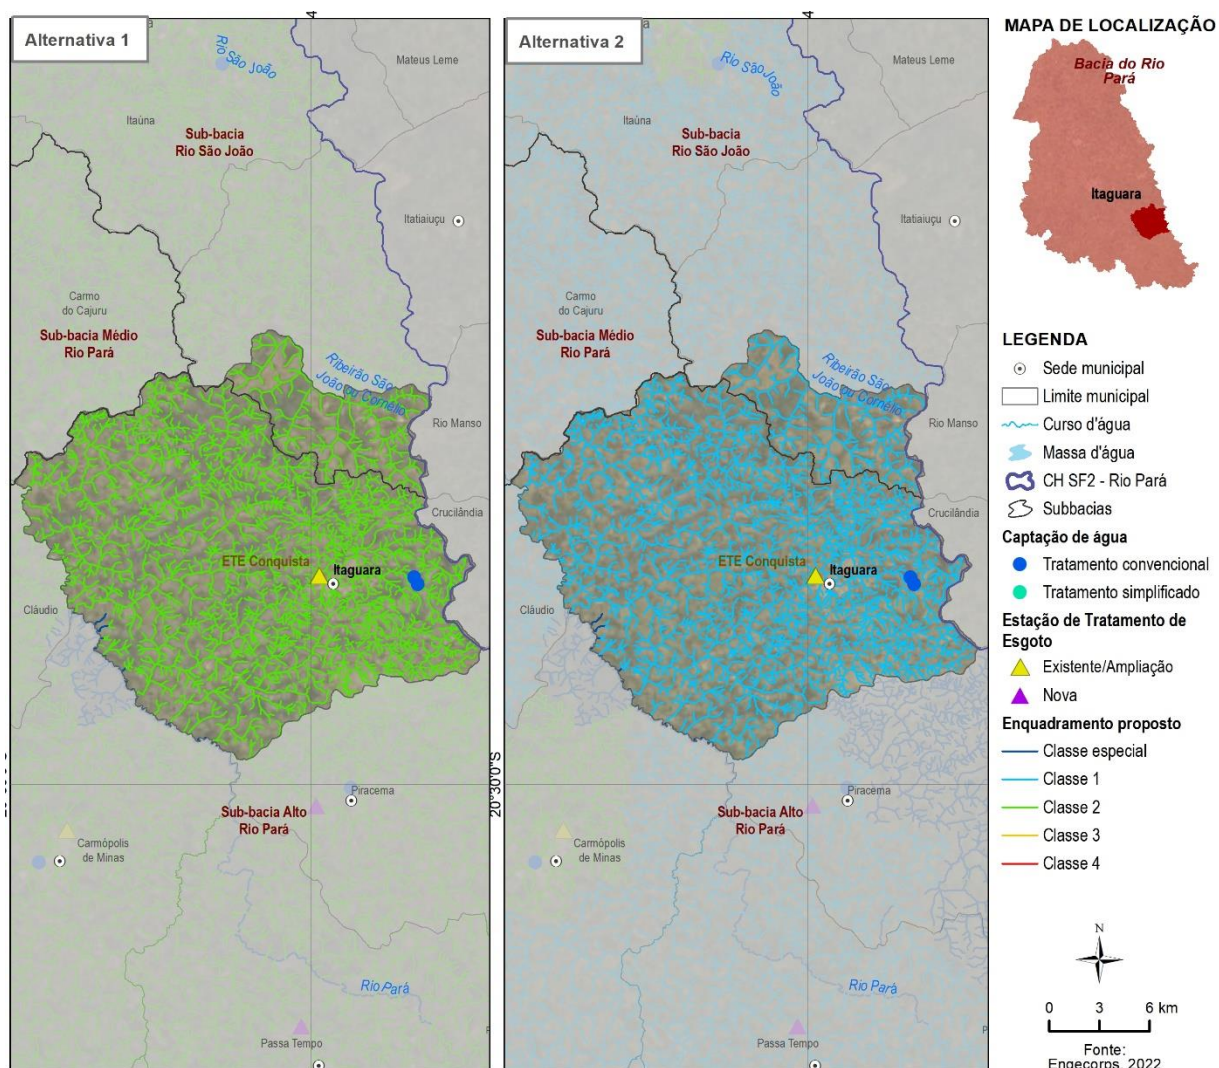 Alternativa 1
Rio São João
Mateus Leme
Itaúna
Sub-bacia
Rio São João
Itatiaiuçu
Carmo
do Cajuru
Sub-bacia Médio
Rio Pará
Ribeirão São
João ou Cornélio
Rio Manso
Crucilândia
ETE Conquista
Itaguara
Cláudio
Piracema
Sub-bacia Alto
Rio Pará
Carmópolis
de Minas
Rio Pará
Passa Tempo
Alternativa 2
Rio São João
Mateus Leme
Itaúna
Sub-bacia
Rio São João
Itatiaiuçu
Carmo
do Cajuru
Sub-bacia Médio
Rio Pará
Ribeirão São
João ou Cornélio
Rio Manso
Crucilândia
ETE Conquista
Itaguara
Cláudio
20°30'0"S
Piracema
Sub-bacia Alto
Rio Pará
Carmópolis
de Minas
Rio Pará
Passa Tempo
MAPA DE LOCALIZAÇÃO
Bacia do Rio
Pará
Itaguara
LEGENDA
Sede municipal
Limite municipal
Curso d'água
Massa d'água
CH SF2 - Rio Pará
Subbacias
Captação de água
Tratamento convencional
Tratamento simplificado
Estação de Tratamento de
Esgoto
Existente/Ampliação
Nova
Enquadramento proposto
Classe especial
Classe 1
Classe 2
Classe 3
Classe 4
N
0 3 6 km
Fonte:
Engecorps, 2022